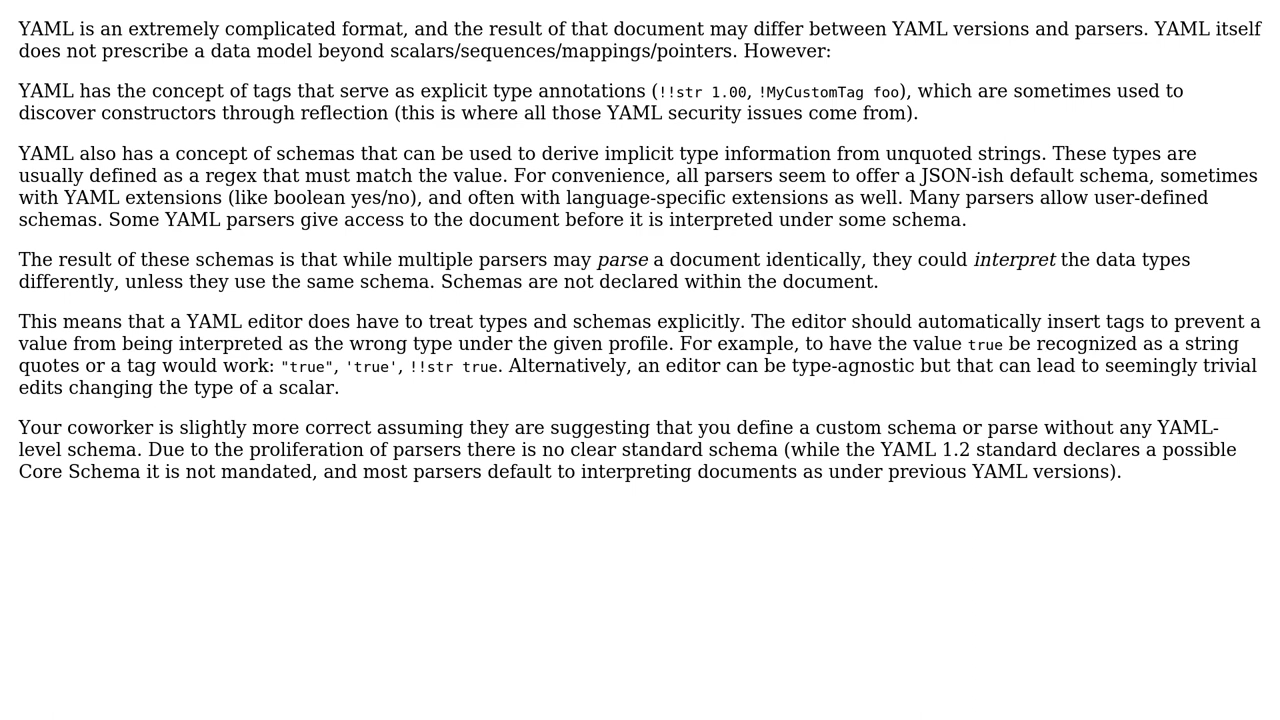 YAML is an extremely complicated format, and the result of that document may differ between YAML versions and parsers. YAML itself
does not prescribe a data model beyond scalars/sequences/mappings/pointers. However:
YAML has the concept of tags that serve as explicit type annotations (!!str 1.00, !MyCustomTag foo), which are sometimes used to
discover constructors through reflection (this is where all those YAML security issues come from).
YAML also has a concept of schemas that can be used to derive implicit type information from unquoted strings. These types are
usually defined as a regex that must match the value. For convenience, all parsers seem to offer a JSON-ish default schema, sometimes
with YAML extensions (like boolean yes/no), and often with language-specific extensions as well. Many parsers allow user-defined
schemas. Some YAML parsers give access to the document before it is interpreted under some schema.
The result of these schemas is that while multiple parsers may parse a document identically, they could interpret the data types
differently, unless they use the same schema. Schemas are not declared within the document.
This means that a YAML editor does have to treat types and schemas explicitly. The editor should automatically insert tags to prevent a
value from being interpreted as the wrong type under the given profile. For example, to have the value true be recognized as a string
quotes or a tag would work: "true", 'true', !!str true. Alternatively, an editor can be type-agnostic but that can lead to seemingly trivial
edits changing the type of a scalar.
Your coworker is slightly more correct assuming they are suggesting that you define a custom schema or parse without any YAML-
level schema. Due to the proliferation of parsers there is no clear standard schema (while the YAML 1.2 standard declares a possible
Core Schema it is not mandated, and most parsers default to interpreting documents as under previous YAML versions).